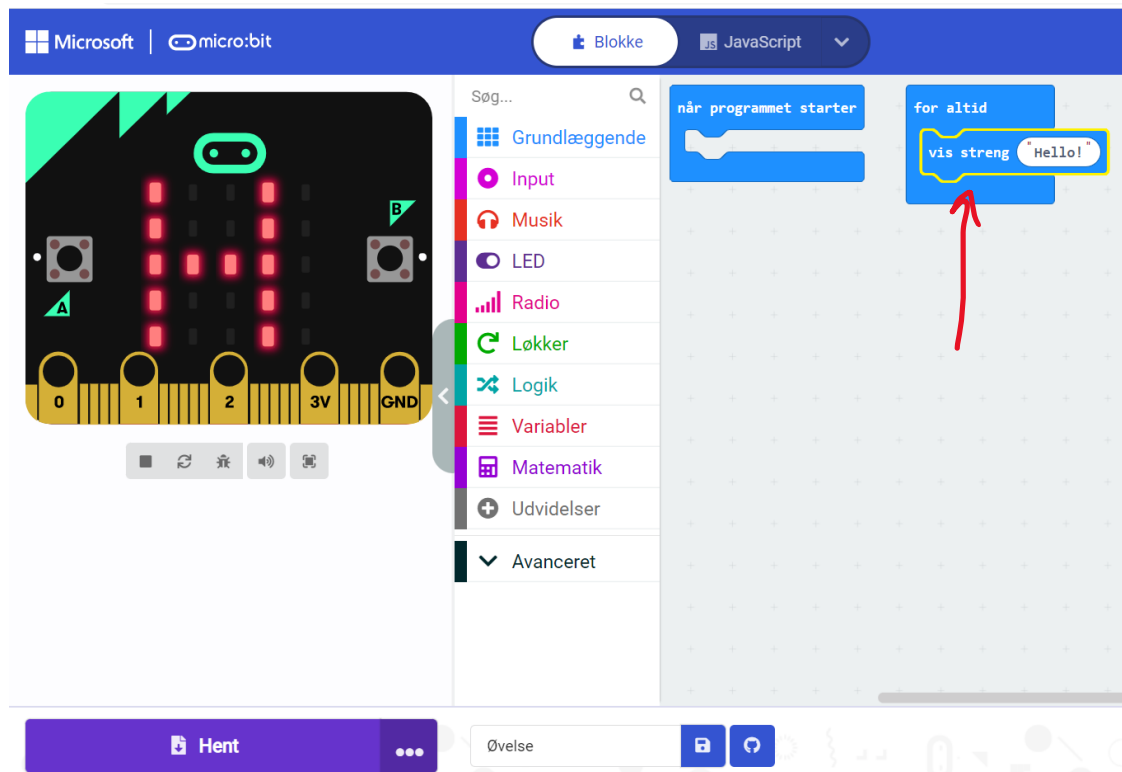 Microsoft micro:bit
Blokke
JS JavaScript
Søg...
Grundlæggende
Input
Musik
LED
Radio
Løkker
Logik
Variabler
Matematik
Udvidelser
Avanceret
når programmet starter
for altid
vis streng "Hello!"
A
B
0 1 2 3V GND
Hent
Øvelse